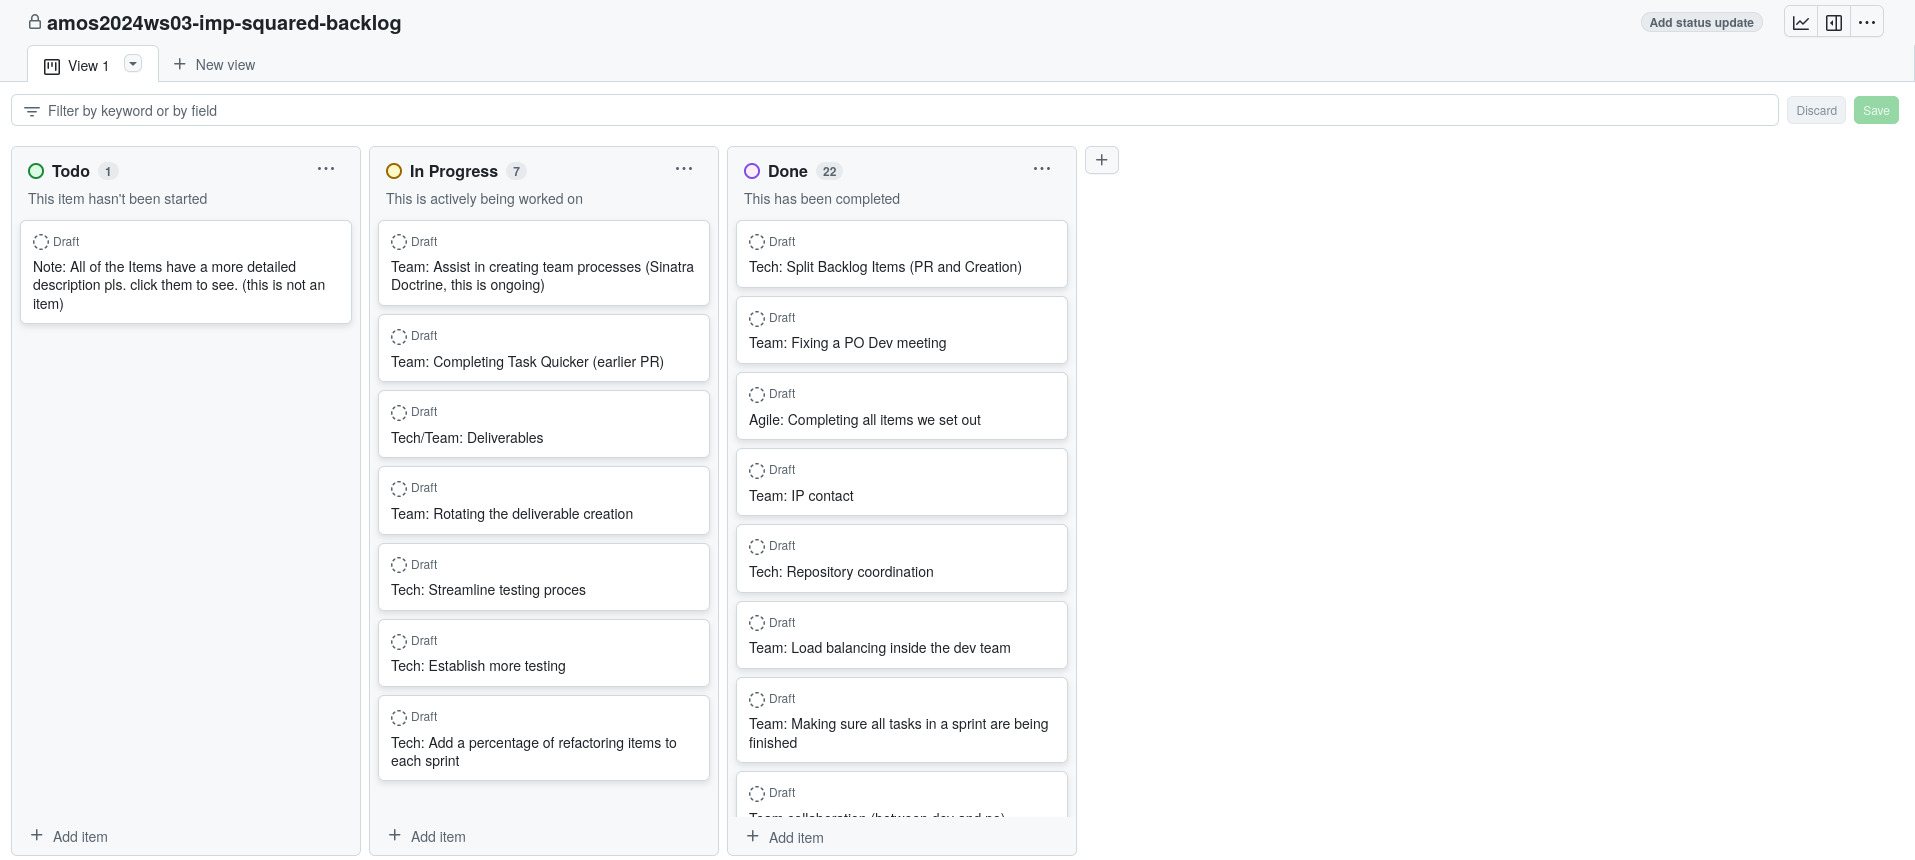 amos2024ws03-imp-squared-backlog
Add status update
View 1
New view
Filter by keyword or by field
Discard
Save
Todo 1
This item hasn't been started
Draft
Note: All of the Items have a more detailed
description pls. click them to see. (this is not an
item)
Add item
In Progress 7
This is actively being worked on
Draft
Team: Assist in creating team processes (Sinatra
Doctrine, this is ongoing)
Draft
Team: Completing Task Quicker (earlier PR)
Draft
Tech/Team: Deliverables
Draft
Team: Rotating the deliverable creation
Draft
Tech: Streamline testing proces
Draft
Tech: Establish more testing
Draft
Tech: Add a percentage of refactoring items to
each sprint
Add item
Done 22
This has been completed
Draft
Tech: Split Backlog Items (PR and Creation)
Draft
Team: Fixing a PO Dev meeting
Draft
Agile: Completing all items we set out
Draft
Team: IP contact
Draft
Tech: Repository coordination
Draft
Team: Load balancing inside the dev team
Draft
Team: Making sure all tasks in a sprint are being
finished
Draft
Team collaboration (between dev and po)
Add item